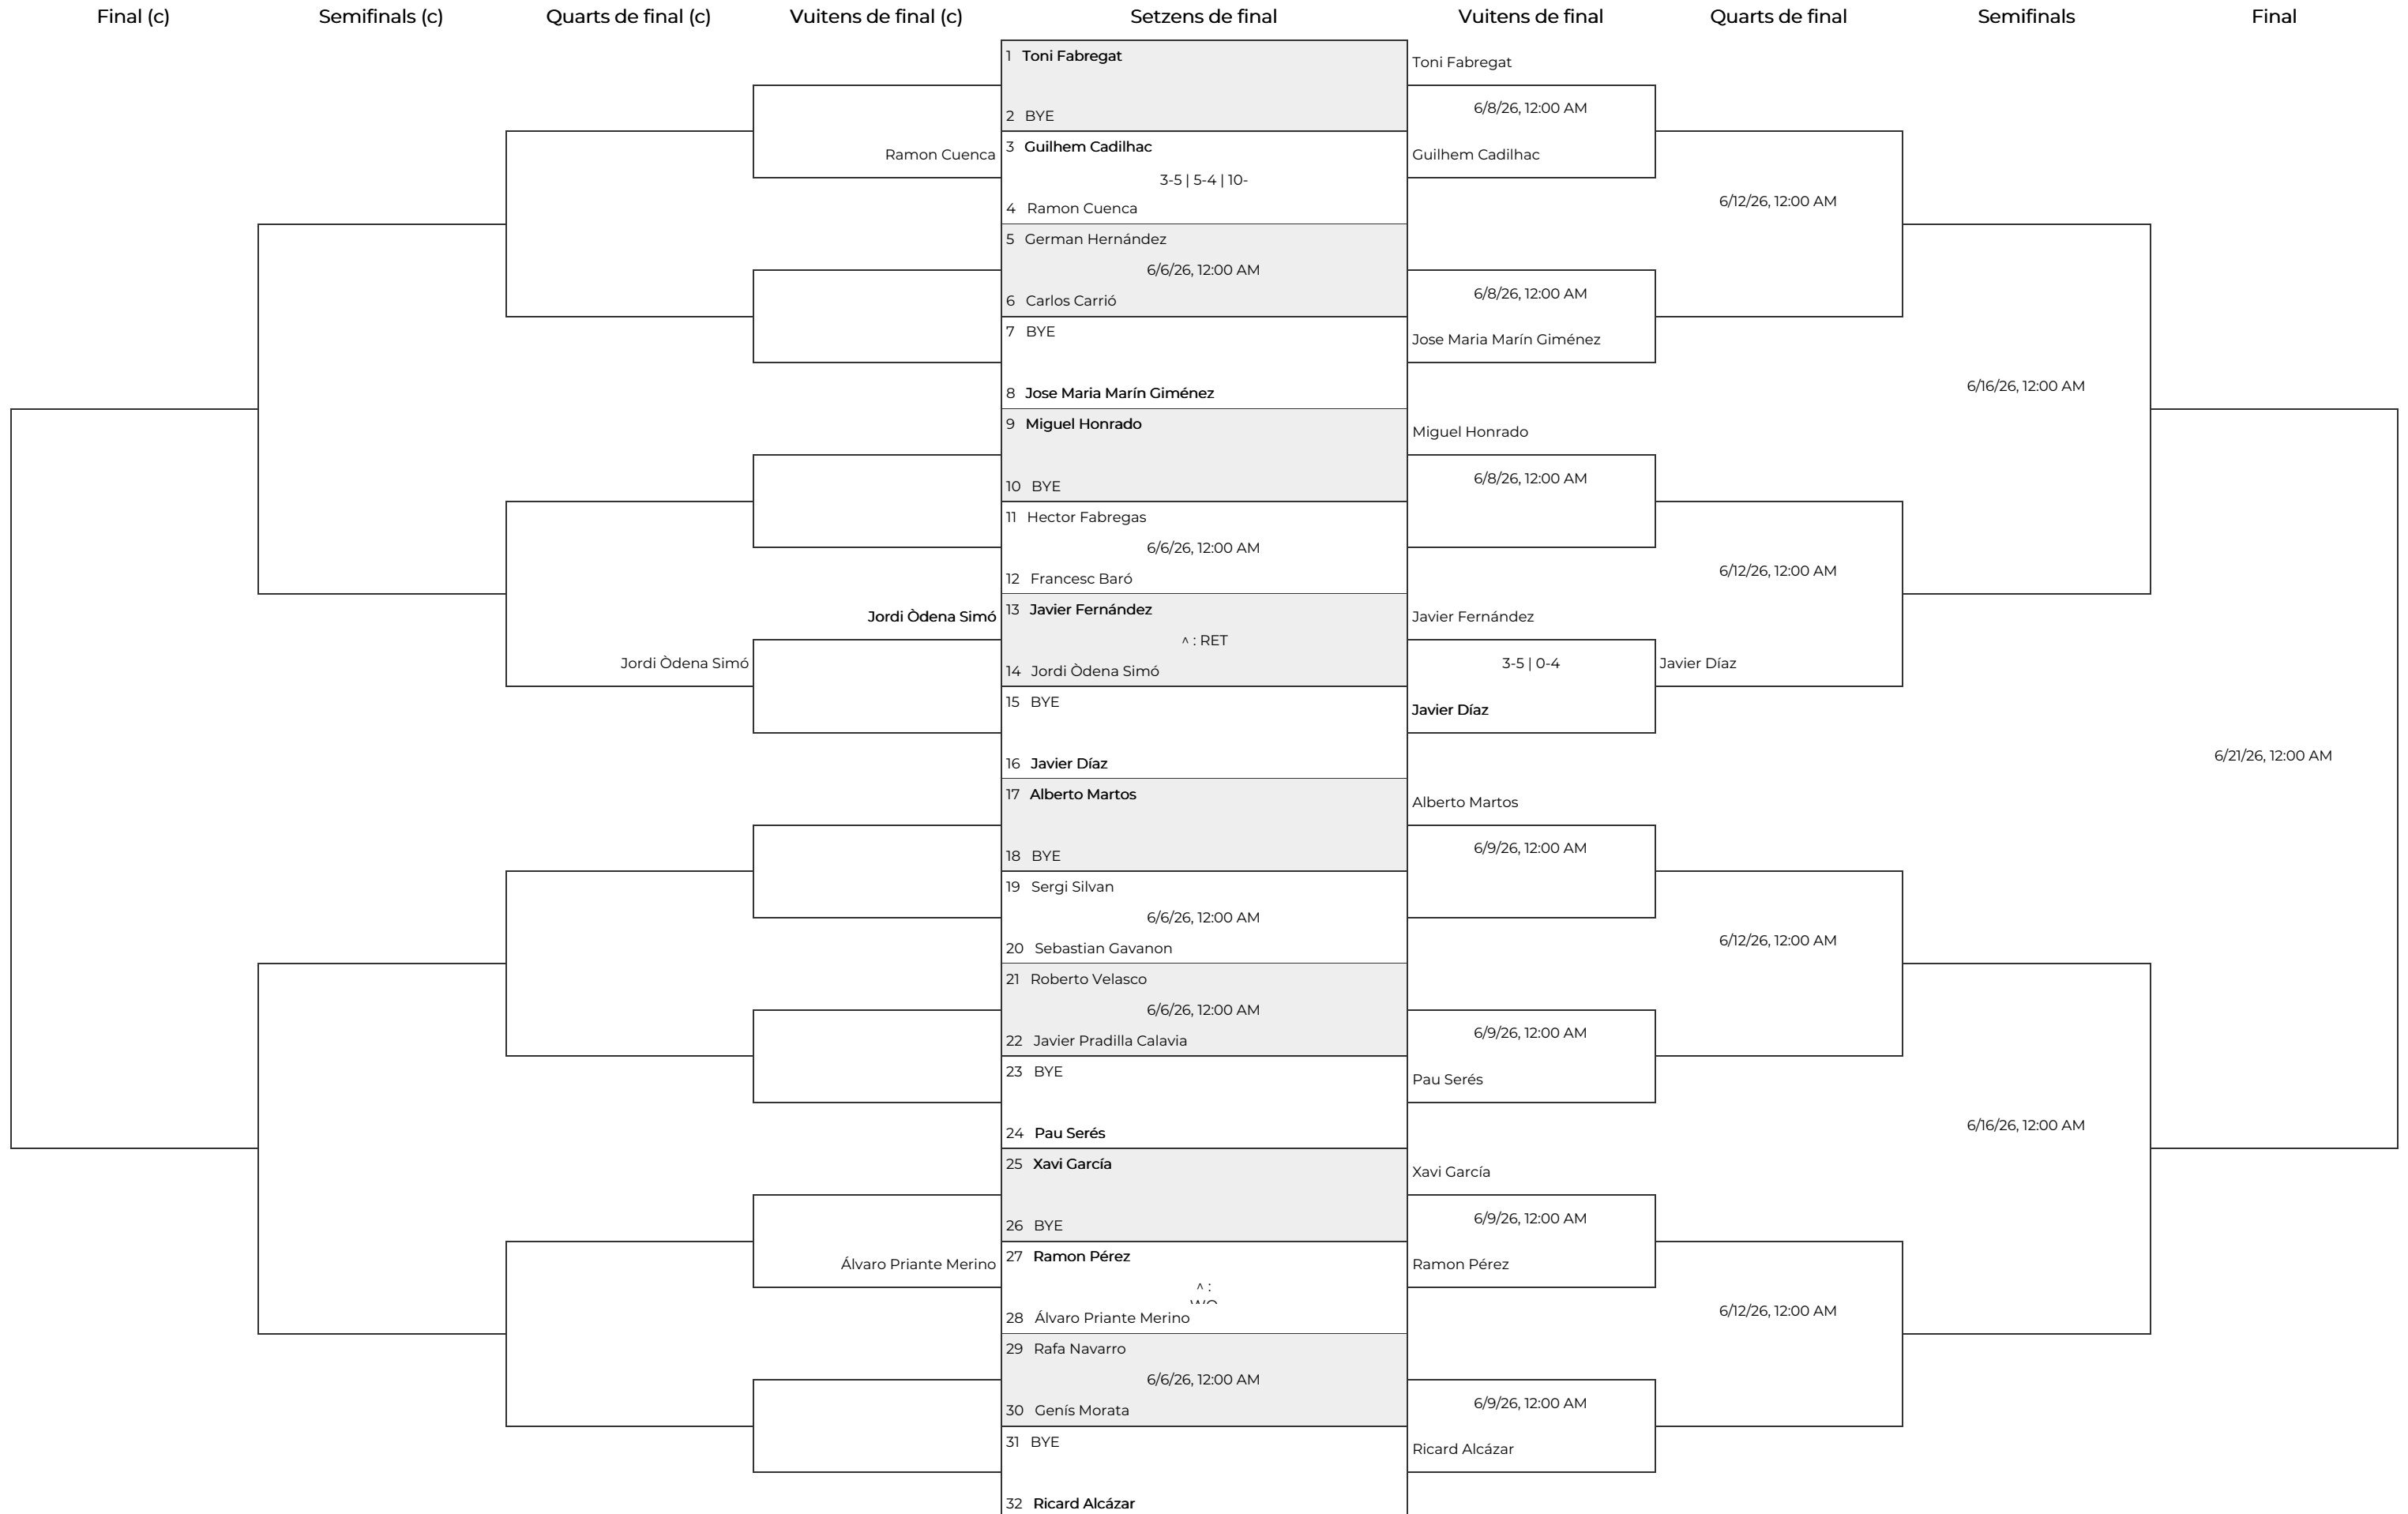 Final (c)
Semifinals (c)
Quarts de final (c)
Vuitens de final (c)
Setzens de final
Vuitens de final
Quarts de final
Semifinals
Final
Jordi Òdena Simó
Ramon Cuenca
Jordi Òdena Simó
Álvaro Priante Merino
1 Toni Fabregat
2 BYE
3 Guilhem Cadilhac
3-5 | 5-4 | 10-
4 Ramon Cuenca
5 German Hernández
6/6/26, 12:00 AM
6 Carlos Carrió
7 BYE
8 Jose Maria Marín Giménez
9 Miguel Honrado
10 BYE
11 Hector Fabregas
6/6/26, 12:00 AM
12 Francesc Baró
13 Javier Fernández
^ : RET
14 Jordi Òdena Simó
15 BYE
16 Javier Díaz
17 Alberto Martos
18 BYE
19 Sergi Silvan
6/6/26, 12:00 AM
20 Sebastian Gavanon
21 Roberto Velasco
6/6/26, 12:00 AM
22 Javier Pradilla Calavia
23 BYE
24 Pau Serés
25 Xavi García
26 BYE
27 Ramon Pérez
^ :
28 Álvaro Priante Merino
29 Rafa Navarro
6/6/26, 12:00 AM
30 Genís Morata
31 BYE
32 Ricard Alcázar
Toni Fabregat
6/8/26, 12:00 AM
Guilhem Cadilhac
6/8/26, 12:00 AM
Jose Maria Marín Giménez
Miguel Honrado
6/8/26, 12:00 AM
Javier Fernández
3-5 | 0-4
Javier Díaz
Alberto Martos
6/9/26, 12:00 AM
6/9/26, 12:00 AM
Pau Serés
Xavi García
6/9/26, 12:00 AM
Ramon Pérez
6/9/26, 12:00 AM
Ricard Alcázar
6/12/26, 12:00 AM
6/12/26, 12:00 AM
Javier Díaz
6/12/26, 12:00 AM
6/12/26, 12:00 AM
6/16/26, 12:00 AM
6/16/26, 12:00 AM
6/21/26, 12:00 AM